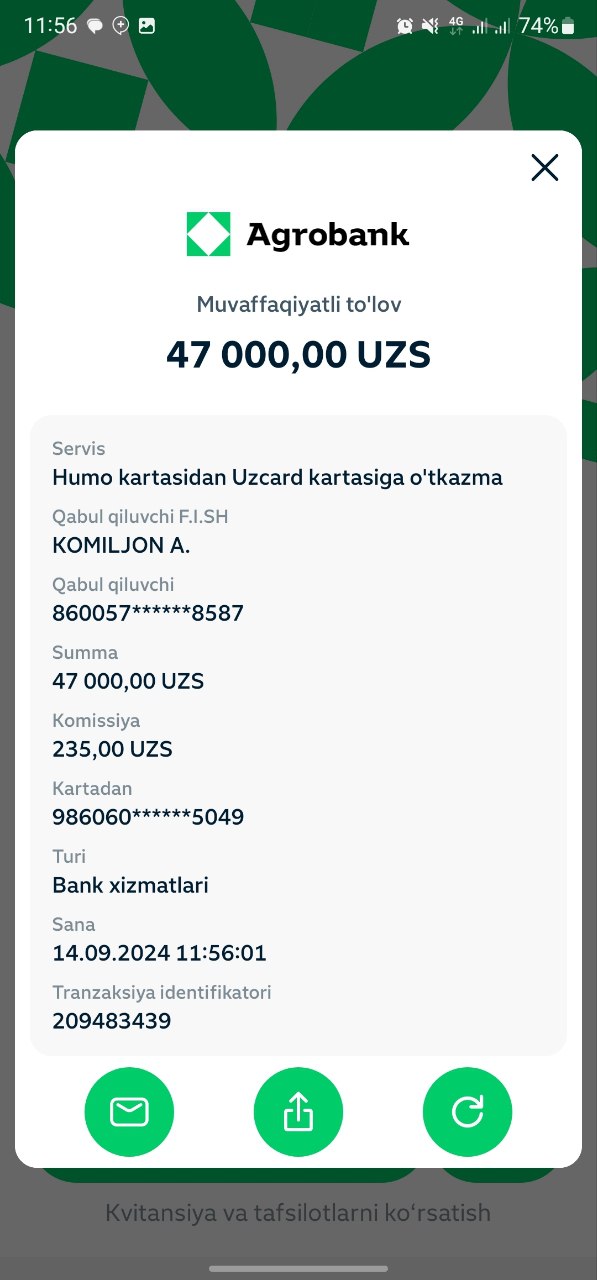 11:56
4G
74%
Agrobank
Muvaffaqiyatli to'lov
47 000,00 UZS
Servis
Humo kartasidan Uzcard kartasiga o'tkazma
Qabul qiluvchi F.I.SH
KOMILJON A.
Qabul qiluvchi
860057******8587
Summa
47 000,00 UZS
Komissiya
235,00 UZS
Kartadan
986060******5049
Turi
Bank xizmatlari
Sana
14.09.2024 11:56:01
Tranzaksiya identifikatori
209483439
Kvitansiya va tafsilotlarni ko‘rsatish